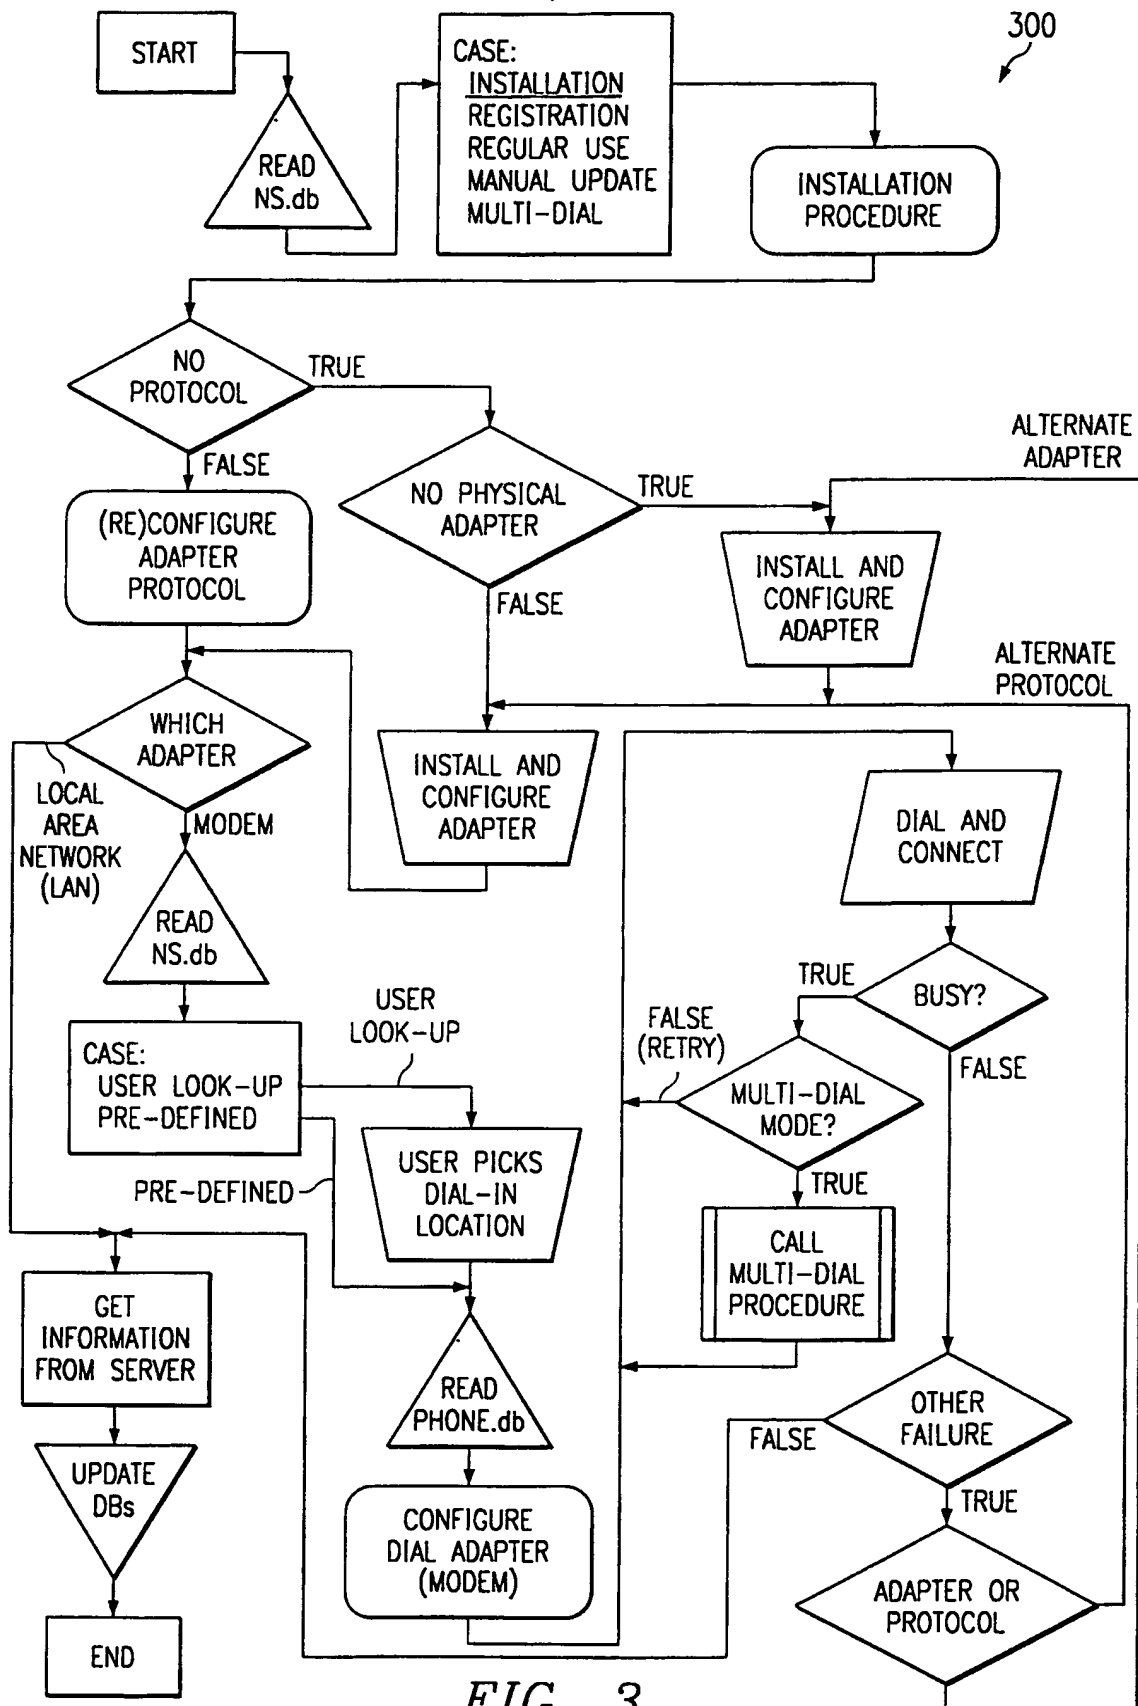 300
START
READ
NS.db
CASE:
INSTALLATION
REGISTRATION
REGULAR USE
MANUAL UPDATE
MULTI-DIAL
INSTALLATION
PROCEDURE
NO
PROTOCOL
TRUE
FALSE
NO PHYSICAL
ADAPTER
TRUE
FALSE
ALTERNATE
ADAPTER
(RE)CONFIGURE
ADAPTER
PROTOCOL
INSTALL AND
CONFIGURE
ADAPTER
ALTERNATE
PROTOCOL
WHICH
ADAPTER
LOCAL
AREA
NETWORK
(LAN)
MODEM
INSTALL AND
CONFIGURE
ADAPTER
DIAL AND
CONNECT
READ
NS.db
BUSY?
TRUE
FALSE
CASE:
USER LOOK-UP
PRE-DEFINED
USER
LOOK-UP
PRE-DEFINED
FALSE
(RETRY)
MULTI-DIAL
MODE?
TRUE
USER PICKS
DIAL-IN
LOCATION
CALL
MULTI-DIAL
PROCEDURE
GET
INFORMATION
FROM SERVER
READ
PHONE.db
OTHER
FAILURE
FALSE
TRUE
UPDATE
DBs
CONFIGURE
DIAL ADAPTER
(MODEM)
ADAPTER OR
PROTOCOL
END
FIG. 3